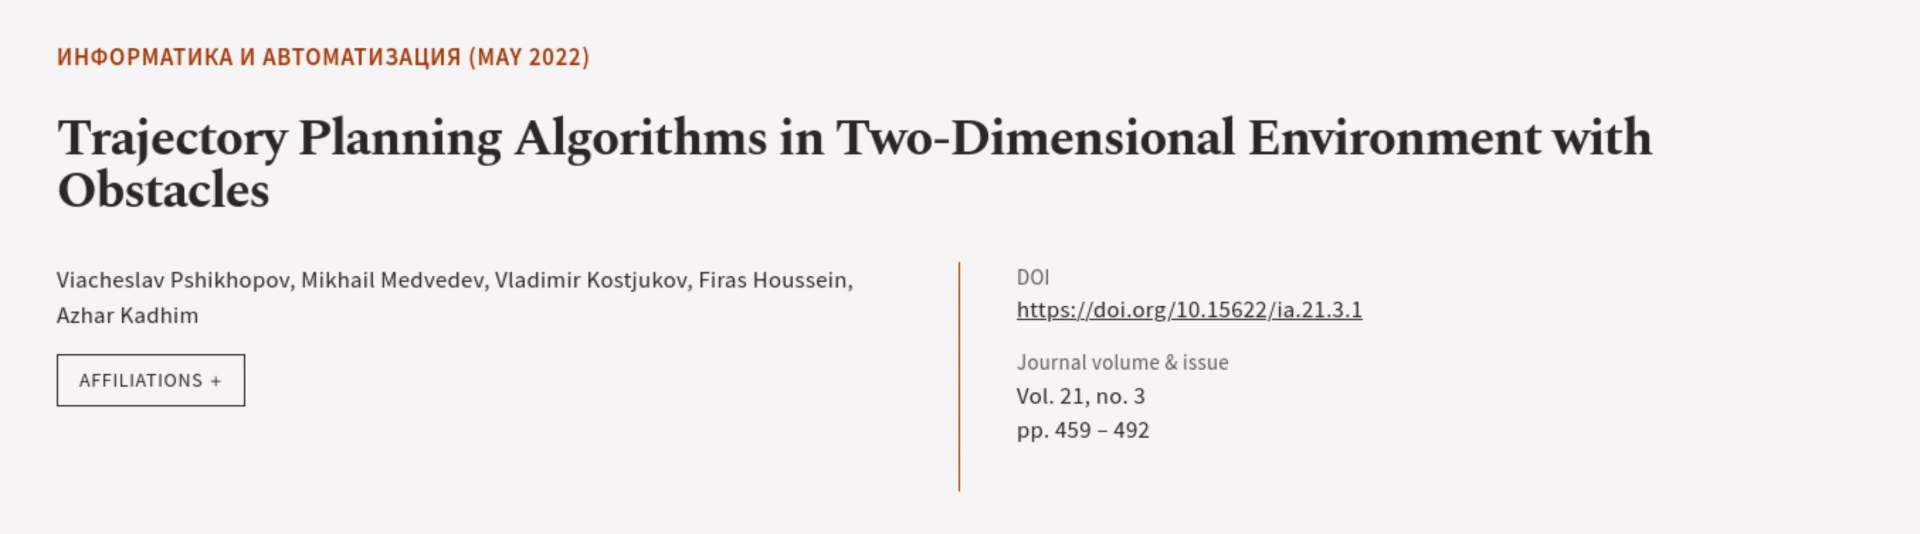 ИНФОРМАТИКА И АВТОМАТИЗАЦИЯ (MAY 2022)
Trajectory Planning Algorithms in Two-Dimensional Environment with
Obstacles
Viacheslav Pshikhopov, Mikhail Medvedev, Vladimir Kostjukov, Firas Houssein,
Azhar Kadhim
AFFILIATIONS +
DOI
https://doi.org/10.15622/ia.21.3.1
Journal volume & issue
Vol. 21, no. 3
pp. 459 – 492